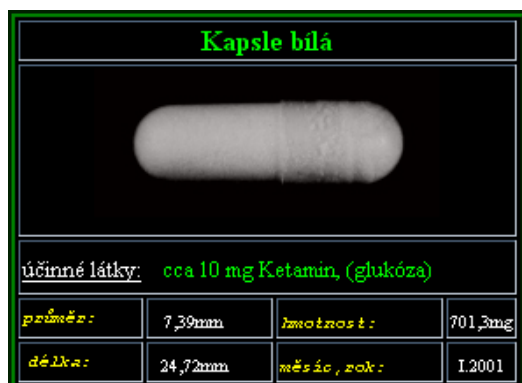 Kapsle bílá
účinné látky: cca 10 mg Ketamin, (glukóza)
průměr: 7,39mm hmotnost: 701,3mg
délka: 24,72mm měsíc,rok: I.2001